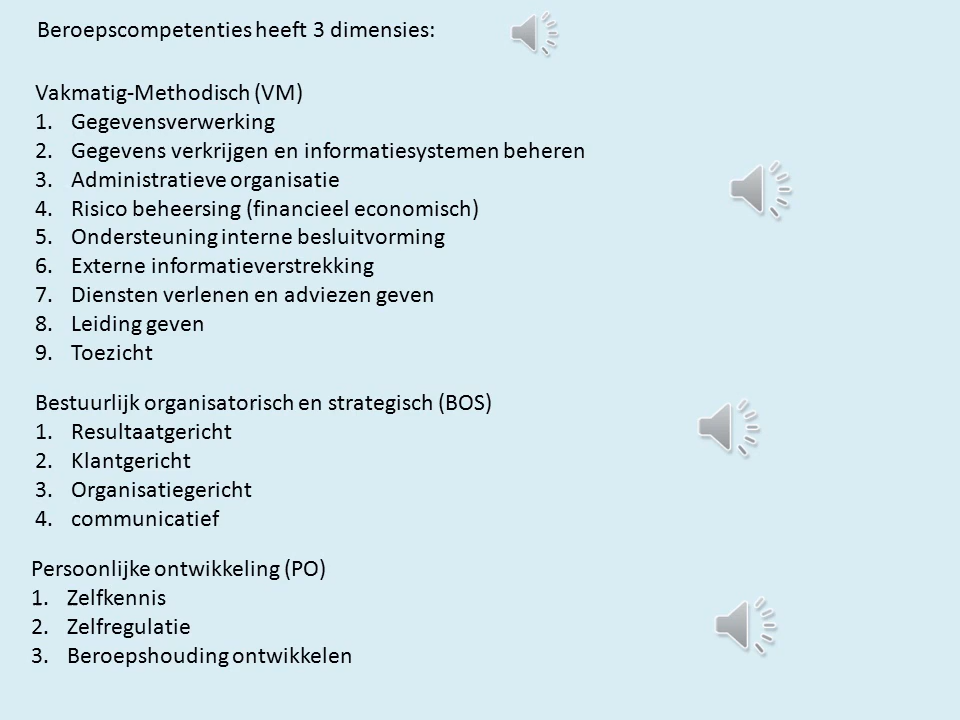 Beroepscompetenties heeft 3 dimensies:
Vakmatig-Methodisch (VM)
1. Gegevensverwerking
2. Gegevens verkrijgen en informatiesystemen beheren
3. Administratieve organisatie
4. Risico beheersing (financieel economisch)
5. Ondersteuning interne besluitvorming
6. Externe informatieverstrekking
7. Diensten verlenen en adviezen geven
8. Leiding geven
9. Toezicht
Bestuurlijk organisatorisch en strategisch (BOS)
1. Resultaatgericht
2. Klantgericht
3. Organisatiegericht
4. communicatief
Persoonlijke ontwikkeling (PO)
1. Zelfkennis
2. Zelfregulatie
3. Beroepshouding ontwikkelen